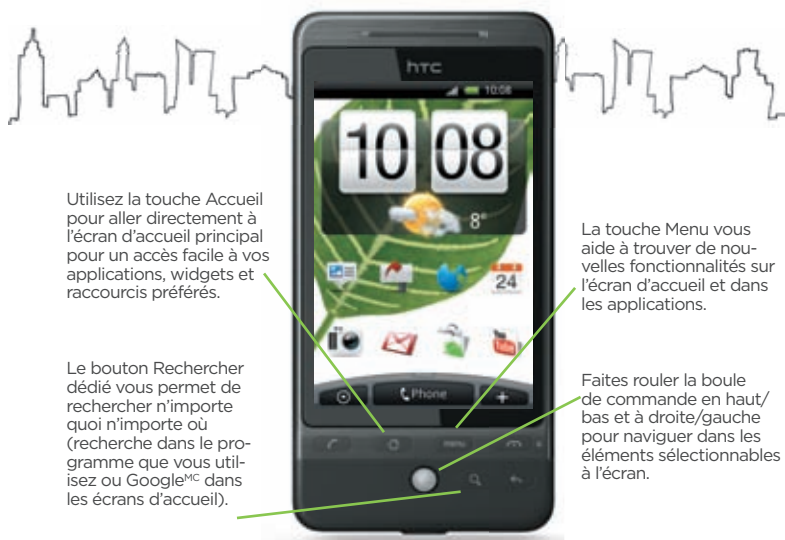 hTC
10:08
10 08
8°
24
You
Tube
Phone
+
menu
Utilisez la touche Accueil
pour aller directement à
l'écran d'accueil principal
pour un accès facile à vos
applications, widgets et
raccourcis préférés.
Le bouton Rechercher
dédié vous permet de
rechercher n'importe
quoi n'importe où
(recherche dans le pro-
gramme que vous util-
isez ou Googleᴹᶜ dans
les écrans d'accueil).
La touche Menu vous
aide à trouver de nou-
velles fonctionnalités sur
l'écran d'accueil et dans
les applications.
Faites rouler la boule
de commande en haut/
bas et à droite/gauche
pour naviguer dans les
éléments sélectionnables
à l'écran.